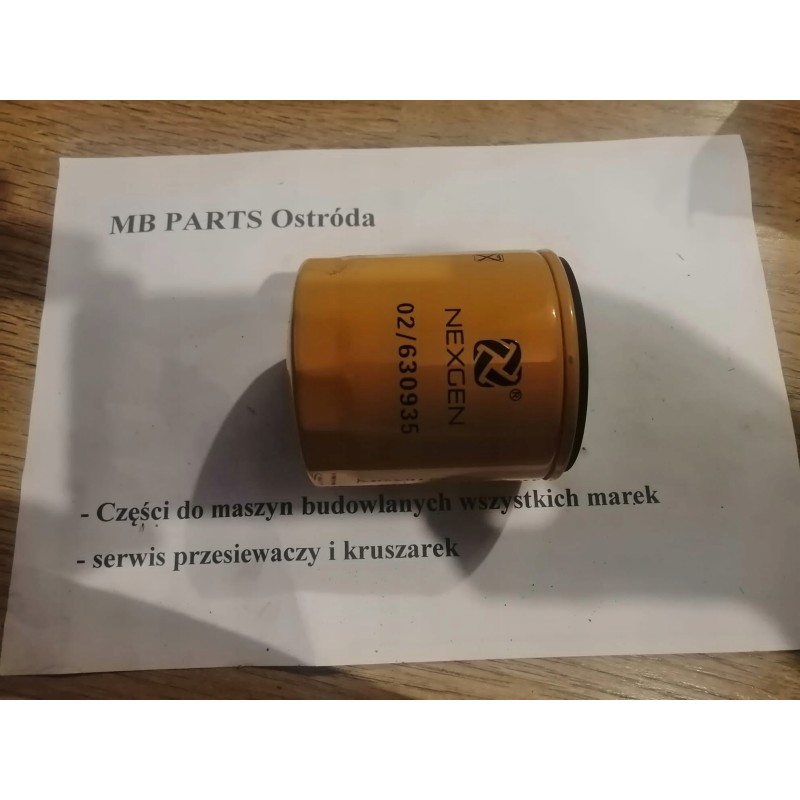 MB PARTS Ostróda
NEXGEN
®
02/630935
- Części do maszyn budowlanych wszystkich marek
- serwis przesiewaczy i kruszarek